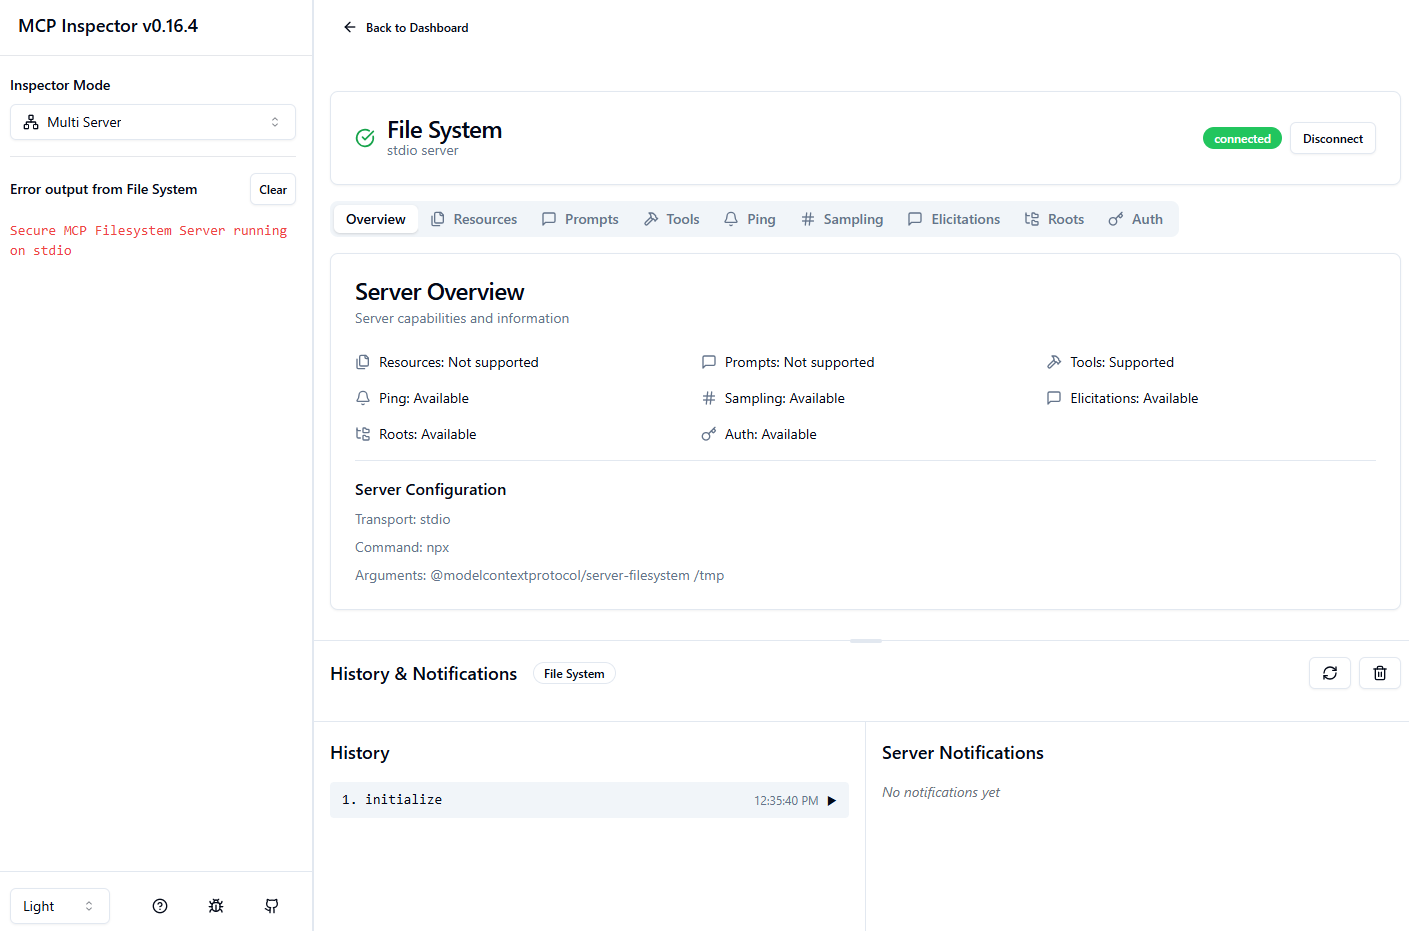 MCP Inspector v0.16.4
Inspector Mode
Multi Server
Error output from File System
Clear
Secure MCP Filesystem Server running
on stdio
Light
Back to Dashboard
File System
stdio server
connected
Disconnect
Overview
Resources
Prompts
Tools
Ping
Sampling
Elicitations
Roots
Auth
Server Overview
Server capabilities and information
Resources: Not supported
Prompts: Not supported
Tools: Supported
Ping: Available
Sampling: Available
Elicitations: Available
Roots: Available
Auth: Available
Server Configuration
Transport: stdio
Command: npx
Arguments: @modelcontextprotocol/server-filesystem /tmp
History & Notifications
File System
History
1. initialize
12:35:40 PM
Server Notifications
No notifications yet